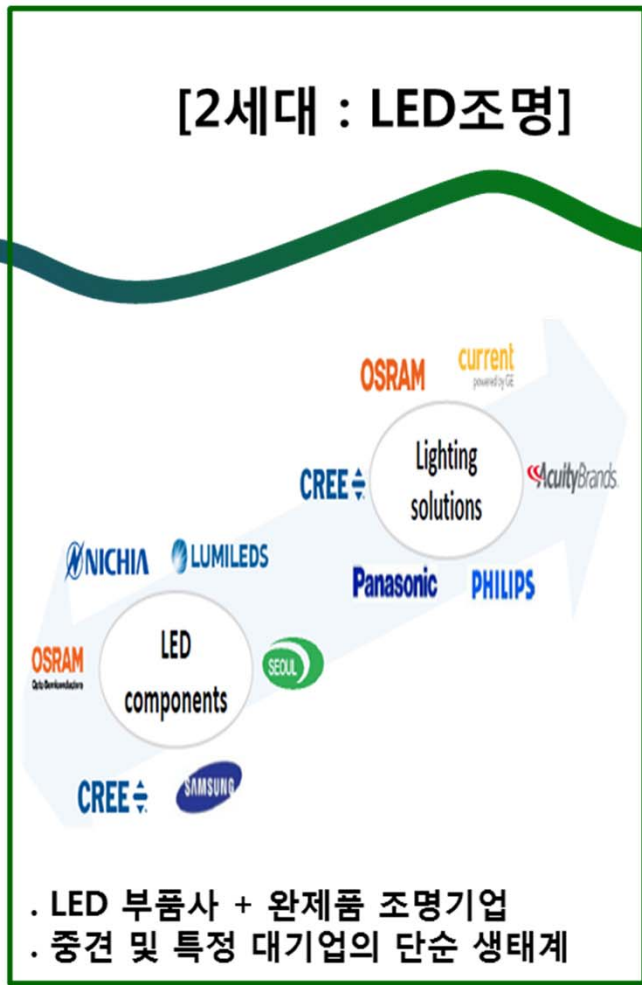 [2세대 : LED조명]
OSRAM
current
powered by GE
CREE
Lighting
solutions
AcuityBrands.
Panasonic
PHILIPS
NICHIA
LUMILEDS
OSRAM
Opto Semiconductors
LED
components
SEOUL
CREE
SAMSUNG
. LED 부품사 + 완제품 조명기업
. 중견 및 특정 대기업의 단순 생태계